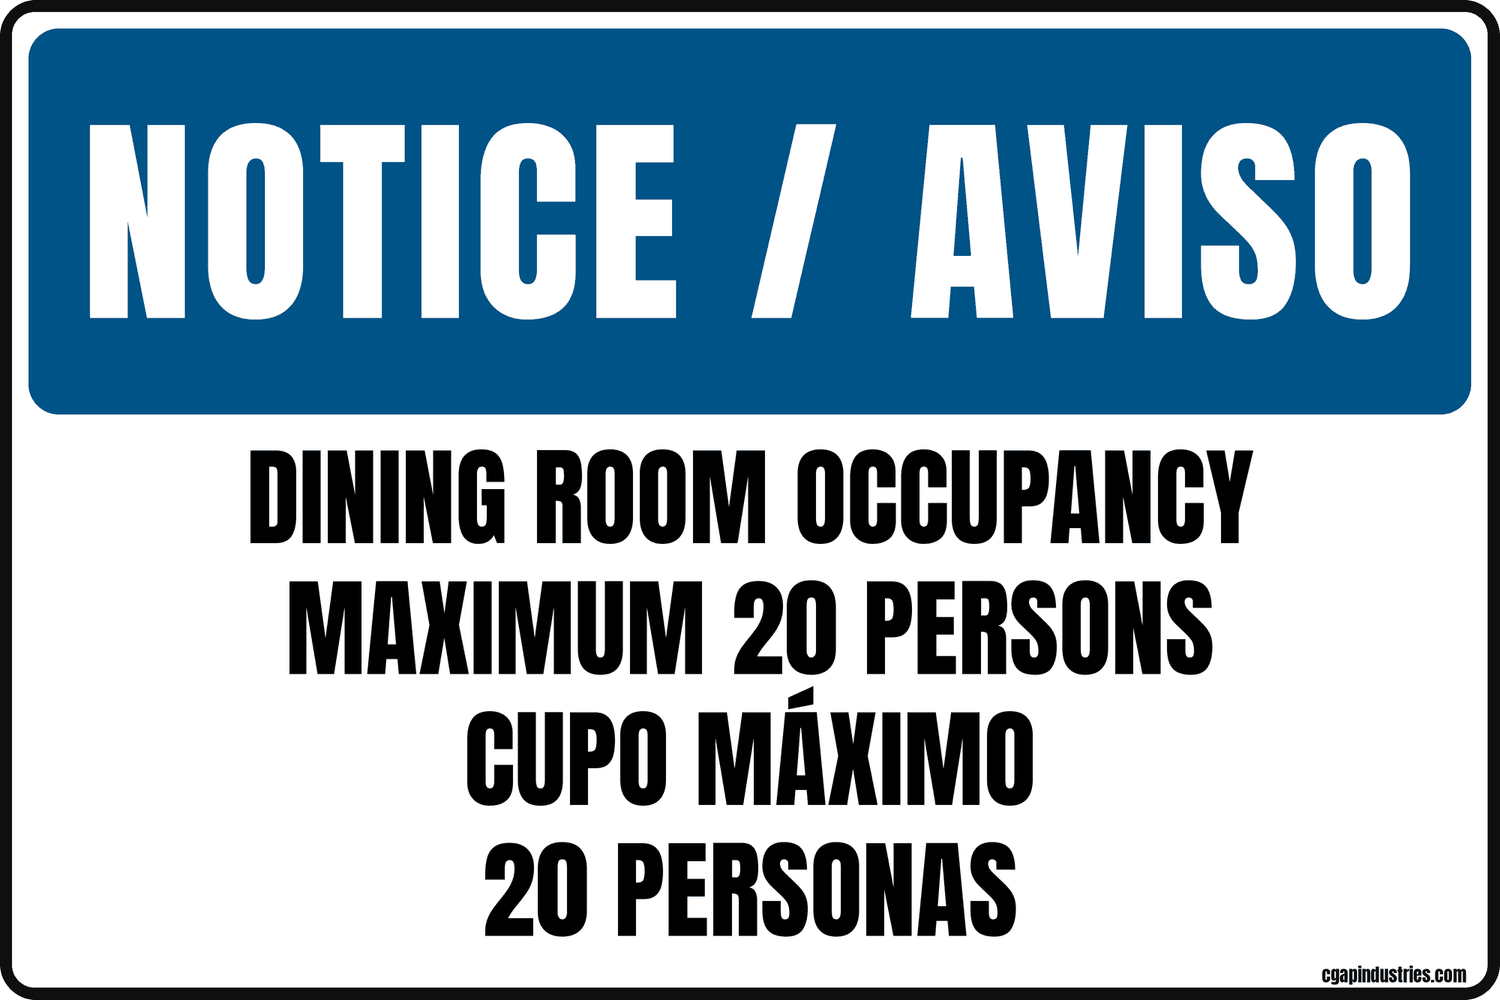 NOTICE / AVISO
DINING ROOM OCCUPANCY
MAXIMUM 20 PERSONS
CUPO MÁXIMO
20 PERSONAS
cgapindustries.com